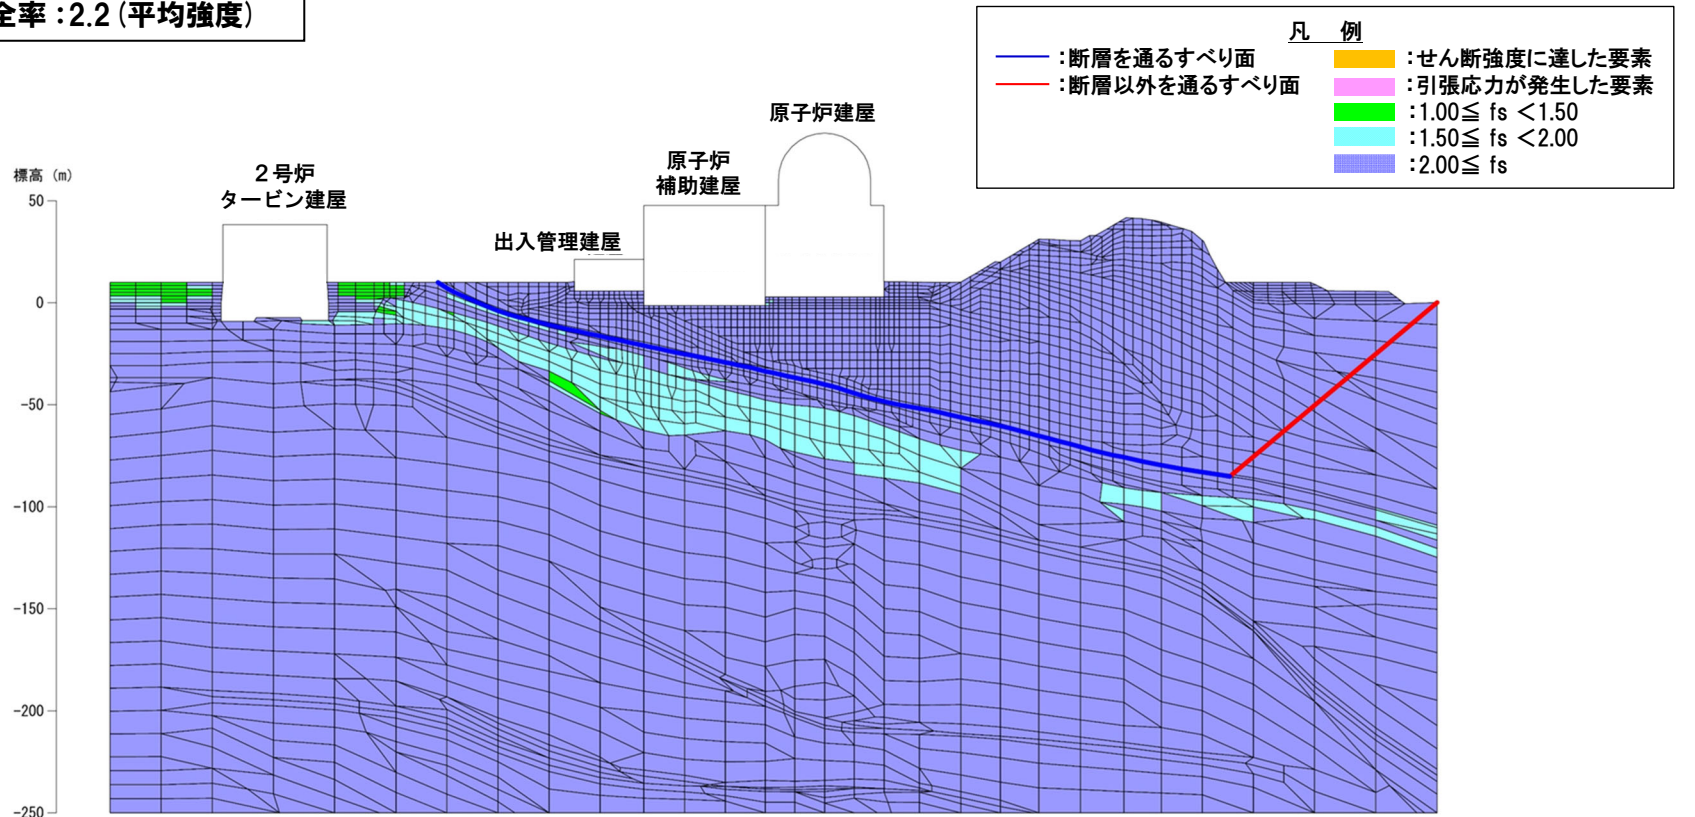 全率:2.2(平均強度)
凡 例
:断層を通るすべり面
:断層以外を通るすべり面
:せん断強度に達した要素
:引張応力が発生した要素
:1.00≦ fs <1.50
:1.50≦ fs <2.00
:2.00≦ fs
原子炉建屋
原子炉
補助建屋
2号炉
タービン建屋
出入管理建屋
標高 (m)
50
0
-50
-100
-150
-200
-250